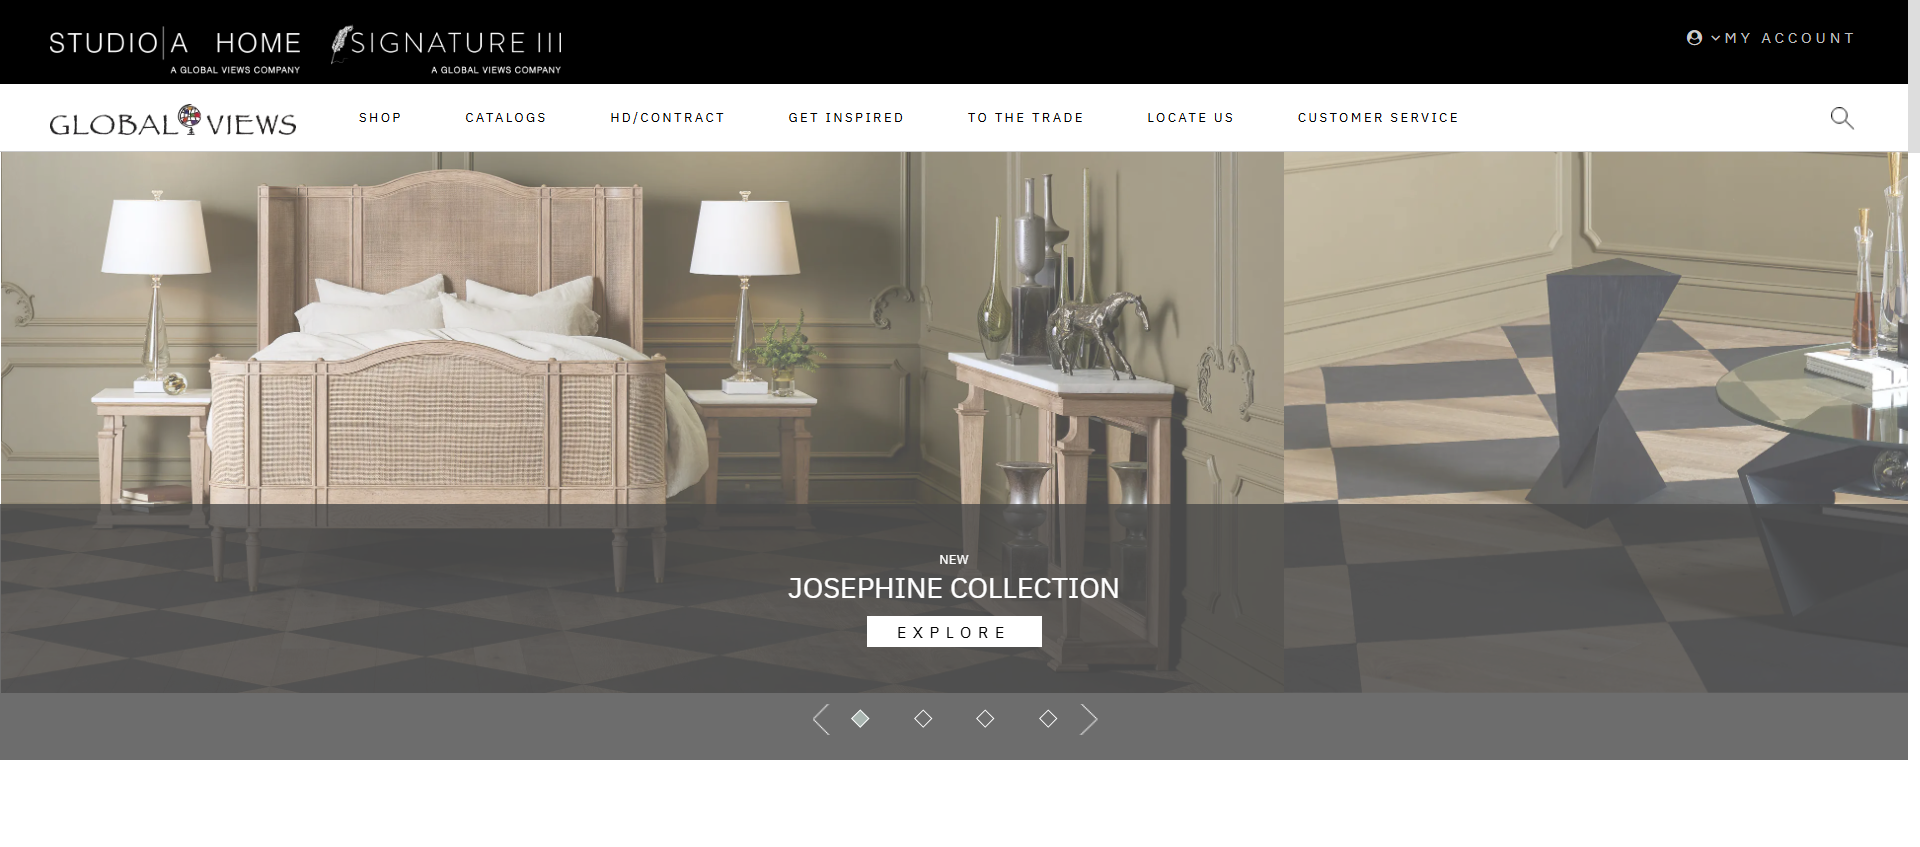 STUDIO|A HOME
A GLOBAL VIEWS COMPANY
SIGNATURE III
A GLOBAL VIEWS COMPANY
MY ACCOUNT
GLOBAL VIEWS
SHOP
CATALOGS
HD/CONTRACT
GET INSPIRED
TO THE TRADE
LOCATE US
CUSTOMER SERVICE
NEW
JOSEPHINE COLLECTION
EXPLORE